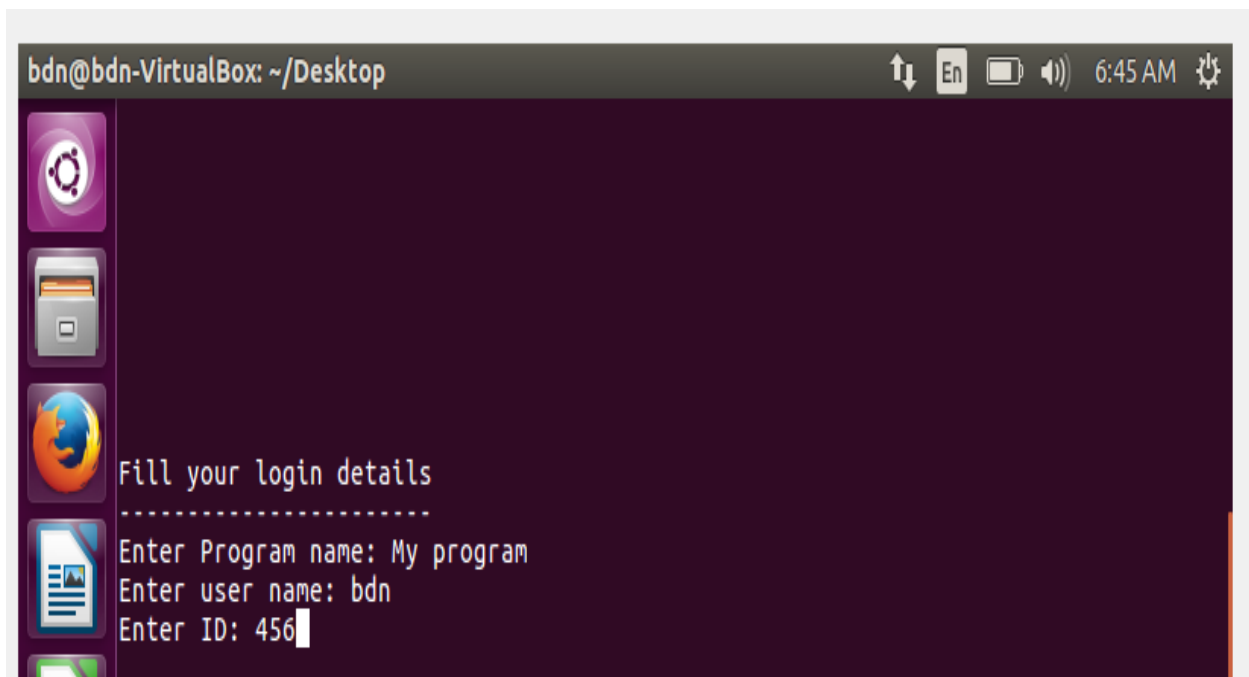 bdn@bdn-VirtualBox: ~/Desktop En 6:45 AM
Fill your login details
-----------------------
Enter Program name: My program
Enter user name: bdn
Enter ID: 456